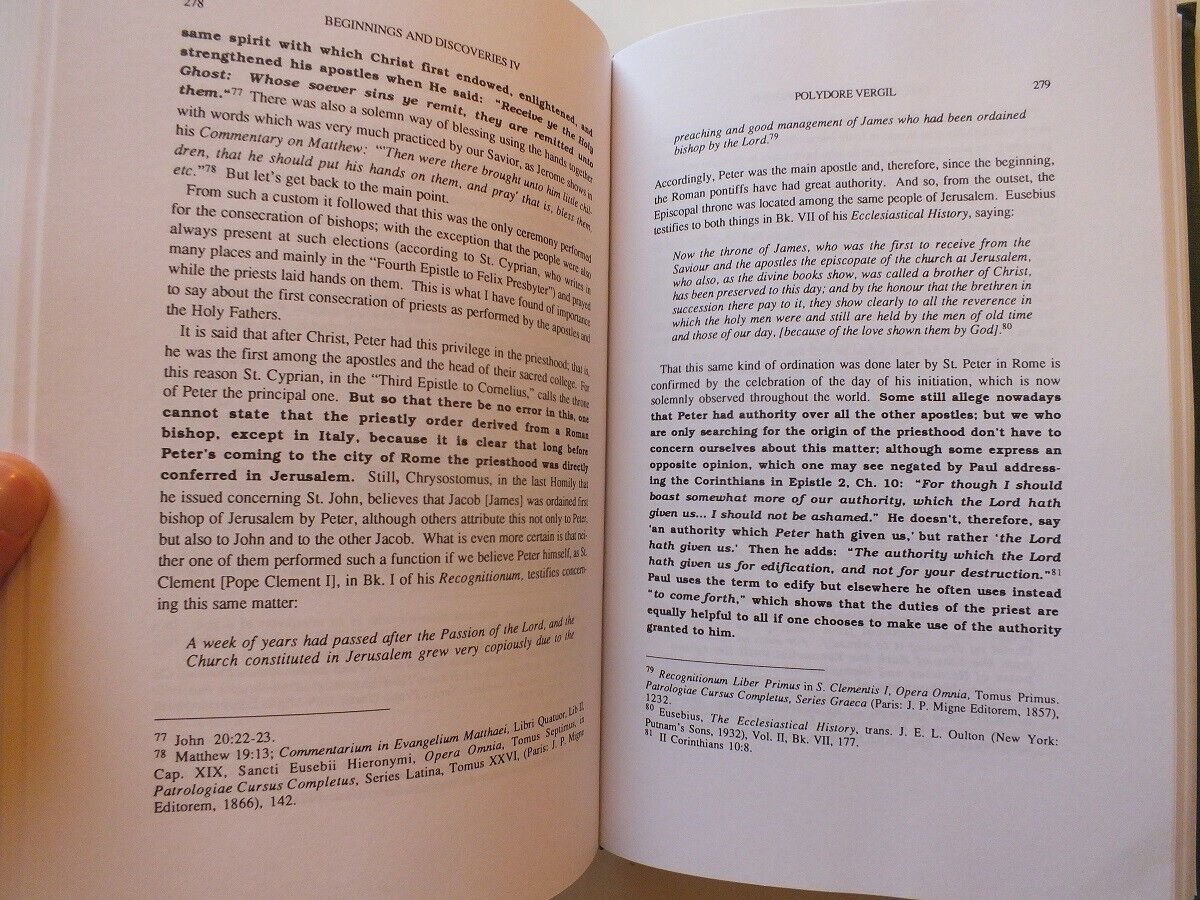 278
BEGINNINGS AND DISCOVERIES IV
same spirit with which Christ first endowed, enlightened, and
strengthened his apostles when He said: "Receive ye the Holy
Ghost: Whose soever sins ye remit, they are remitted unto
them."77 There was also a solemn way of blessing using the hands together
with words which was very much practiced by our Savior, as Jerome shows in
his Commentary on Matthew: "'Then were there brought unto him little chil-
dren, that he should put his hands on them, and pray' that is, bless them,
etc."78 But let's get back to the main point.
From such a custom it followed that this was the only ceremony performed
for the consecration of bishops; with the exception that the people were also
always present at such elections (according to St. Cyprian, who writes in
many places and mainly in the "Fourth Epistle to Felix Presbyter") and prayed
while the priests laid hands on them. This is what I have found of importance
to say about the first consecration of priests as performed by the apostles and
the Holy Fathers.
It is said that after Christ, Peter had this privilege in the priesthood; that is,
he was the first among the apostles and the head of their sacred college. For
this reason St. Cyprian, in the "Third Epistle to Cornelius," calls the throne
of Peter the principal one. But so that there be no error in this, one
cannot state that the priestly order derived from a Roman
bishop, except in Italy, because it is clear that long before
Peter's coming to the city of Rome the priesthood was directly
conferred in Jerusalem. Still, Chrysostomus, in the last Homily that
he issued concerning St. John, believes that Jacob [James] was ordained first
bishop of Jerusalem by Peter, although others attribute this not only to Peter,
but also to John and to the other Jacob. What is even more certain is that nei-
ther one of them performed such a function if we believe Peter himself, as St.
Clement [Pope Clement I], in Bk. I of his Recognitionum, testifies concern-
ing this same matter:
A week of years had passed after the Passion of the Lord, and the
Church constituted in Jerusalem grew very copiously due to the
77 John 20:22-23.
78 Matthew 19:13; Commentarium in Evangelium Matthaei, Libri Quatuor, Lib II,
Cap. XIX, Sancti Eusebii Hieronymi, Opera Omnia, Tomus Septimus, in
Patrologiae Cursus Completus, Series Latina, Tomus XXVI, (Paris: J. P. Migne
Editorem, 1866), 142.
POLYDORE VERGIL
279
preaching and good management of James who had been ordained
bishop by the Lord.79
Accordingly, Peter was the main apostle and, therefore, since the beginning,
the Roman pontiffs have had great authority. And so, from the outset, the
Episcopal throne was located among the same people of Jerusalem. Eusebius
testifies to both things in Bk. VII of his Ecclesiastical History, saying:
Now the throne of James, who was the first to receive from the
Saviour and the apostles the episcopate of the church at Jerusalem,
who also, as the divine books show, was called a brother of Christ,
has been preserved to this day; and by the honour that the brethren in
succession there pay to it, they show clearly to all the reverence in
which the holy men were and still are held by the men of old time
and those of our day, [because of the love shown them by God].80
That this same kind of ordination was done later by St. Peter in Rome is
confirmed by the celebration of the day of his initiation, which is now
solemnly observed throughout the world. Some still allege nowadays
that Peter had authority over all the other apostles; but we who
are only searching for the origin of the priesthood don't have to
concern ourselves about this matter; although some express an
opposite opinion, which one may see negated by Paul address-
ing the Corinthians in Epistle 2, Ch. 10: "For though I should
boast somewhat more of our authority, which the Lord hath
given us... I should not be ashamed." He doesn't, therefore, say
'an authority which Peter hath given us,' but rather 'the Lord
hath given us.' Then he adds: "The authority which the Lord
hath given us for edification, and not for your destruction."81
Paul uses the term to edify but elsewhere he often uses instead
"to come forth," which shows that the duties of the priest are
equally helpful to all if one chooses to make use of the authority
granted to him.
79 Recognitionum Liber Primus in S. Clementis I, Opera Omnia, Tomus Primus.
Patrologiae Cursus Completus, Series Graeca (Paris: J. P. Migne Editorem, 1857),
1232.
80 Eusebius, The Ecclesiastical History, trans. J. E. L. Oulton (New York:
Putnam's Sons, 1932), Vol. II, Bk. VII, 177.
81 II Corinthians 10:8.